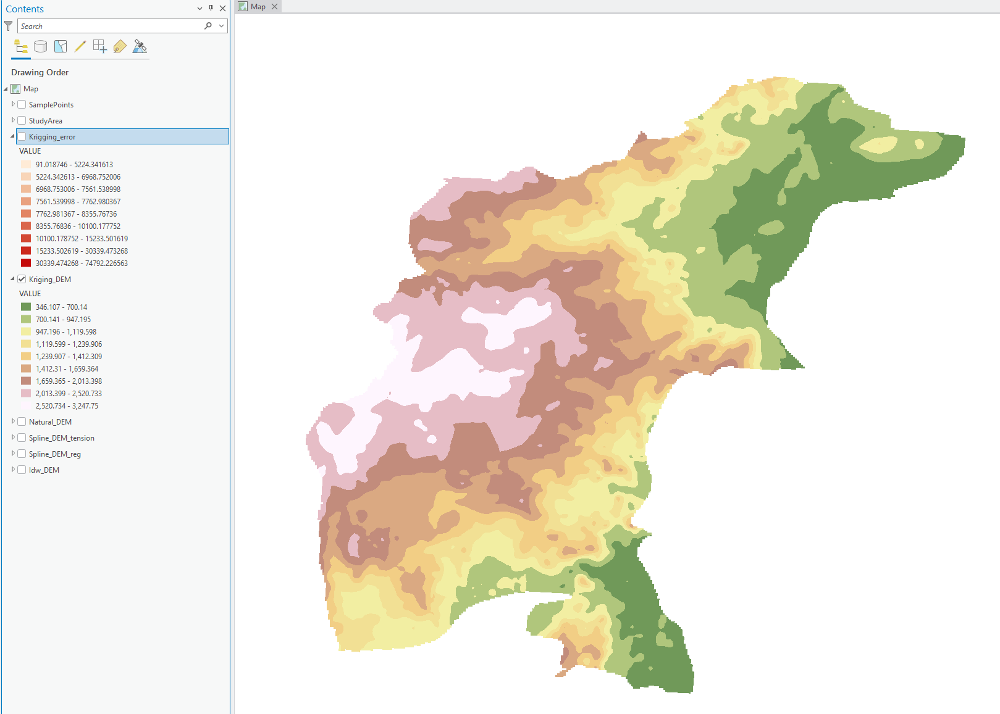 Contents
Map
Search
Drawing Order
Map
SamplePoints
StudyArea
Krigging_error
VALUE
91.018746 - 5224.341613
5224.342613 - 6968.752006
6968.753006 - 7561.538998
7561.539998 - 7762.980367
7762.981367 - 8355.76736
8355.76836 - 10100.177752
10100.178752 - 15233.501619
15233.502619 - 30339.473268
30339.474268 - 74792.226563
Kriging_DEM
VALUE
346.107 - 700.14
700.141 - 947.195
947.196 - 1,119.598
1,119.599 - 1,239.906
1,239.907 - 1,412.309
1,412.31 - 1,659.364
1,659.365 - 2,013.398
2,013.399 - 2,520.733
2,520.734 - 3,247.75
Natural_DEM
Spline_DEM_tension
Spline_DEM_reg
Idw_DEM